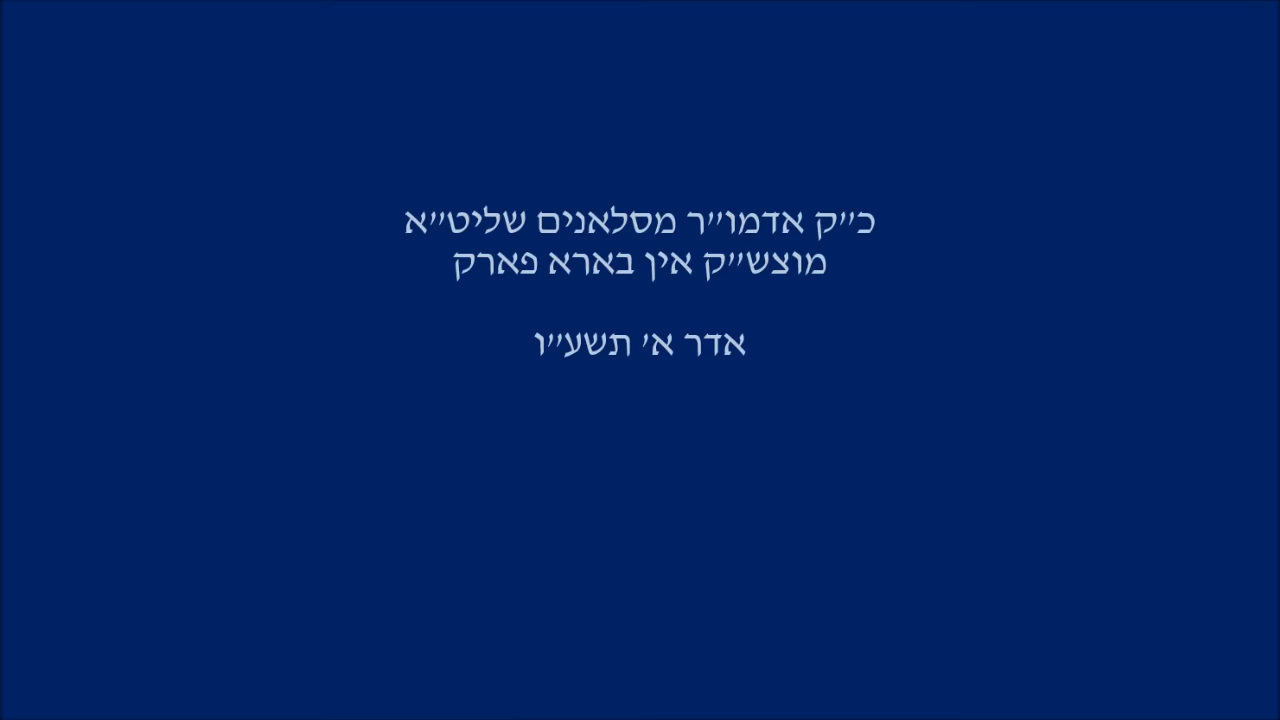 כ״ק אדמו״ר מסלאנים שליט״א
מוצש״ק אין בארא פארק
אדר א׳ תשע״ו